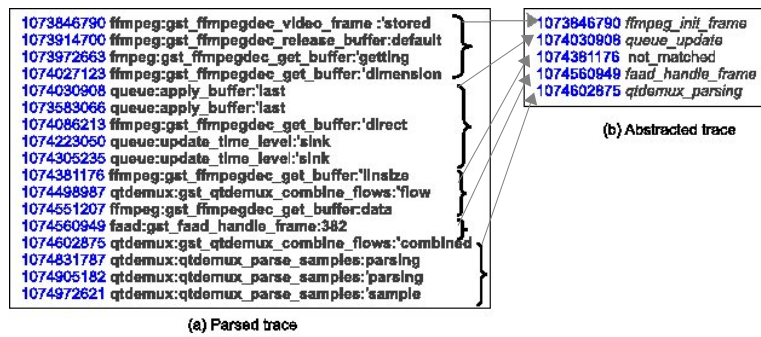 1073846790 ffmpeg:gst_ffmpegdec_video_frame :'stored
1073914700 ffmpeg:gst_ffmpegdec_release_buffer:default
1073972663 fmpeg:gst_ffmpegdec_get_buffer:'getting
1074027123 ffmpeg:gst_ffmpegdec_get_buffer:'dimension
1074030908 queue:apply_buffer:'last
1073583066 queue:apply_buffer:'last
1074086213 ffmpeg:gst_ffmpegdec_get_buffer:'direct
1074223050 queue:update_time_level:'sink
1074305235 queue:update_time_level:'sink
1074381176 ffmpeg:gst_ffmpegdec_get_buffer:'linsize
1074498987 qtdemux:gst_qtdemux_combine_flows:'flow
1074551207 ffmpeg:gst_ffmpegdec_get_buffer:data
1074560949 faad:gst_faad_handle_frame:382
1074602875 qtdemux:gst_qtdemux_combine_flows:'combined
1074831787 qtdemux:qtdemux_parse_samples:parsing
1074905182 qtdemux:qtdemux_parse_samples:'parsing
1074972621 qtdemux:qtdemux_parse_samples:'sample
(a) Parsed trace
1073846790 ffmpeg_init_frame
1074030908 queue_update
1074381176 not_matched
1074560949 faad_handle_frame
1074602875 qtdemux_parsing
(b) Abstracted trace